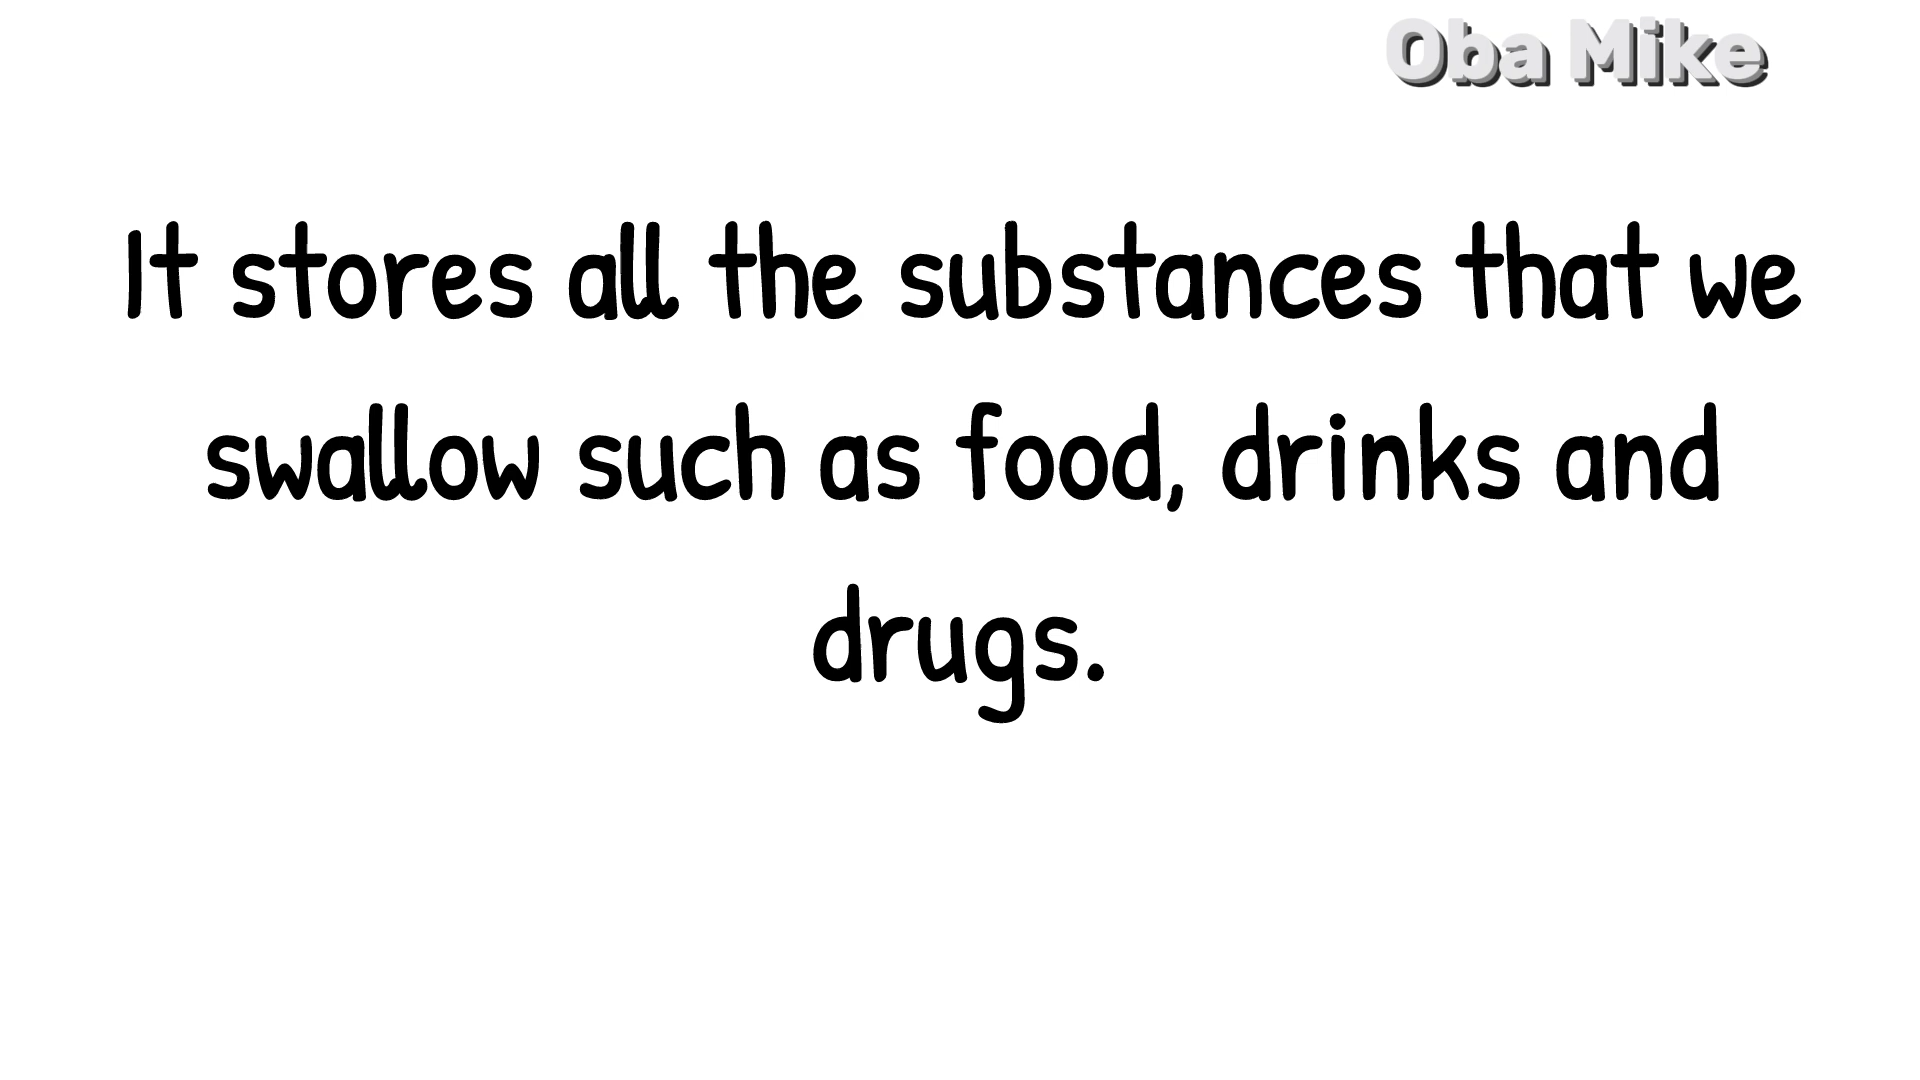 Oba Mike
It stores all the substances that we
swallow such as food, drinks and
drugs.